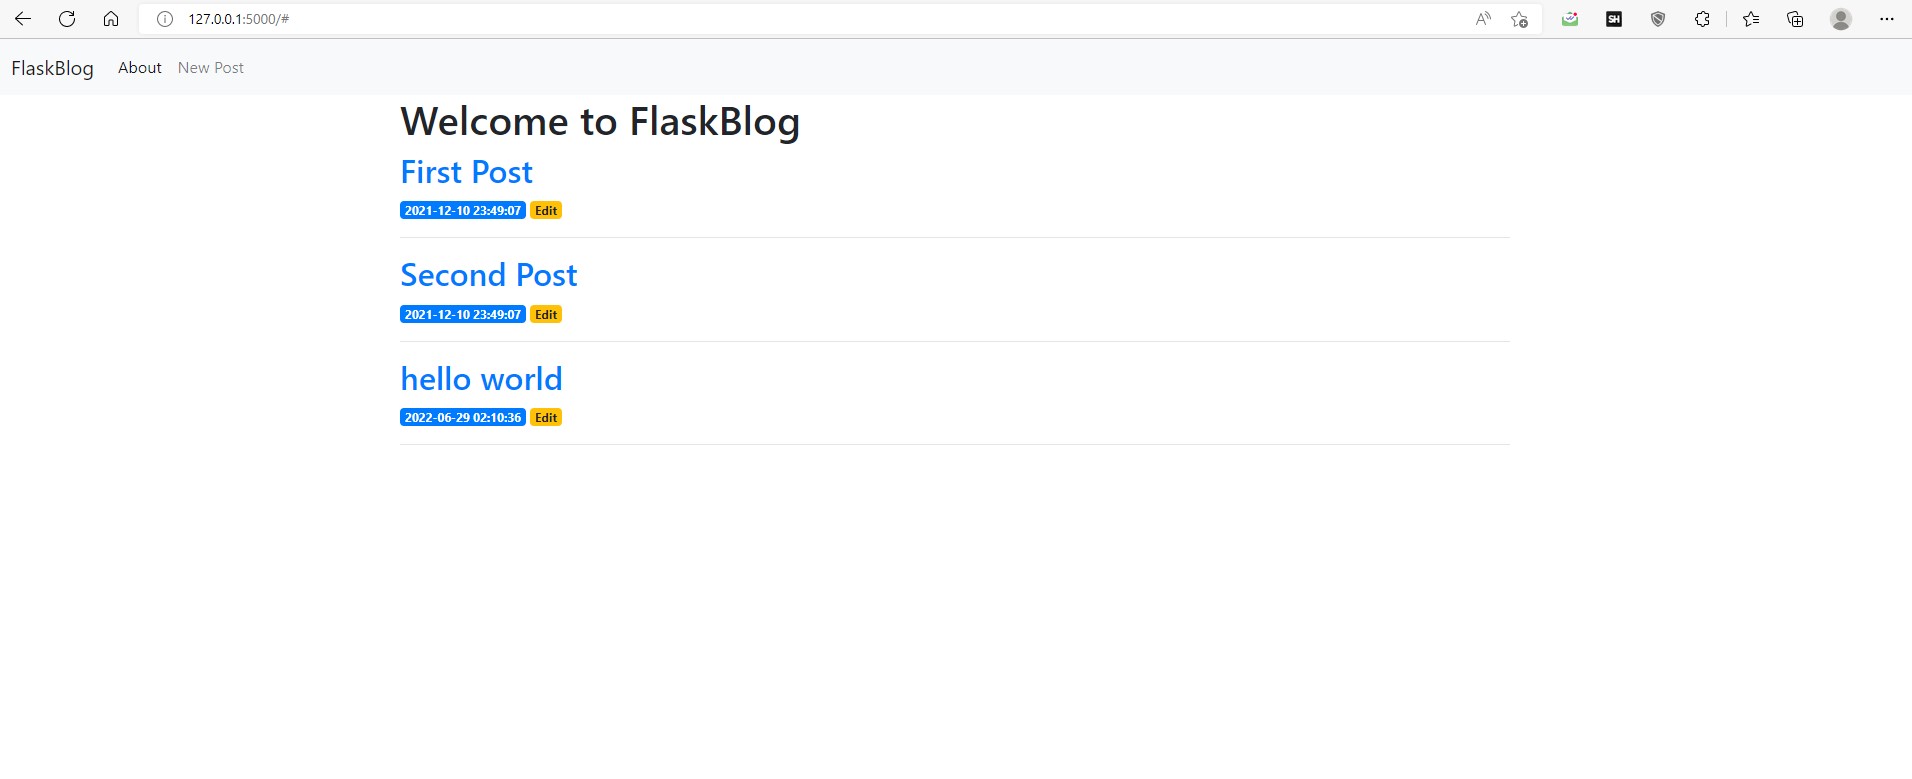 127.0.0.1:5000/#
A
SH
FlaskBlog About New Post
Welcome to FlaskBlog
First Post
2021-12-10 23:49:07 Edit
Second Post
2021-12-10 23:49:07 Edit
hello world
2022-06-29 02:10:36 Edit